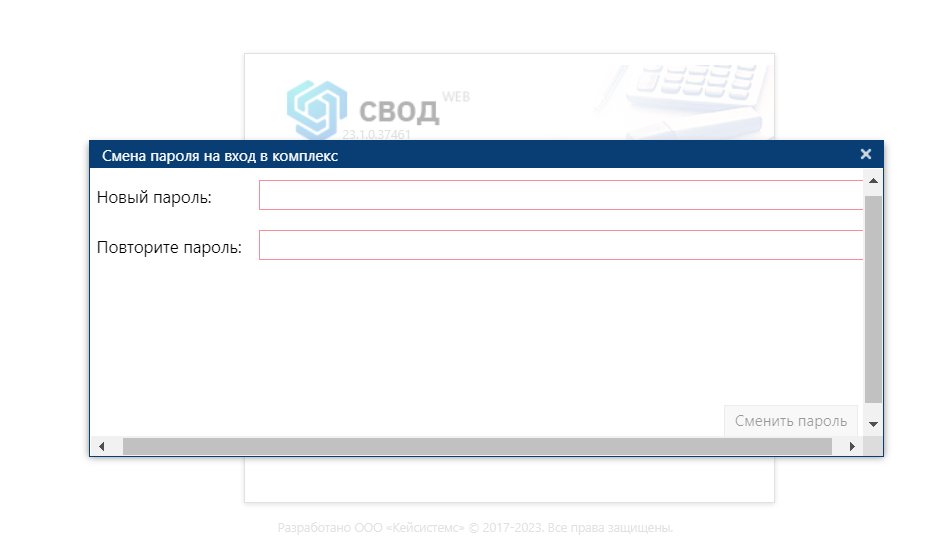 СВОД WEB
23.1.0.37461
Смена пароля на вход в комплекс
Новый пароль:
Повторите пароль:
Сменить пароль
Разработано ООО «Кейсистемс» © 2017-2023. Все права защищены.